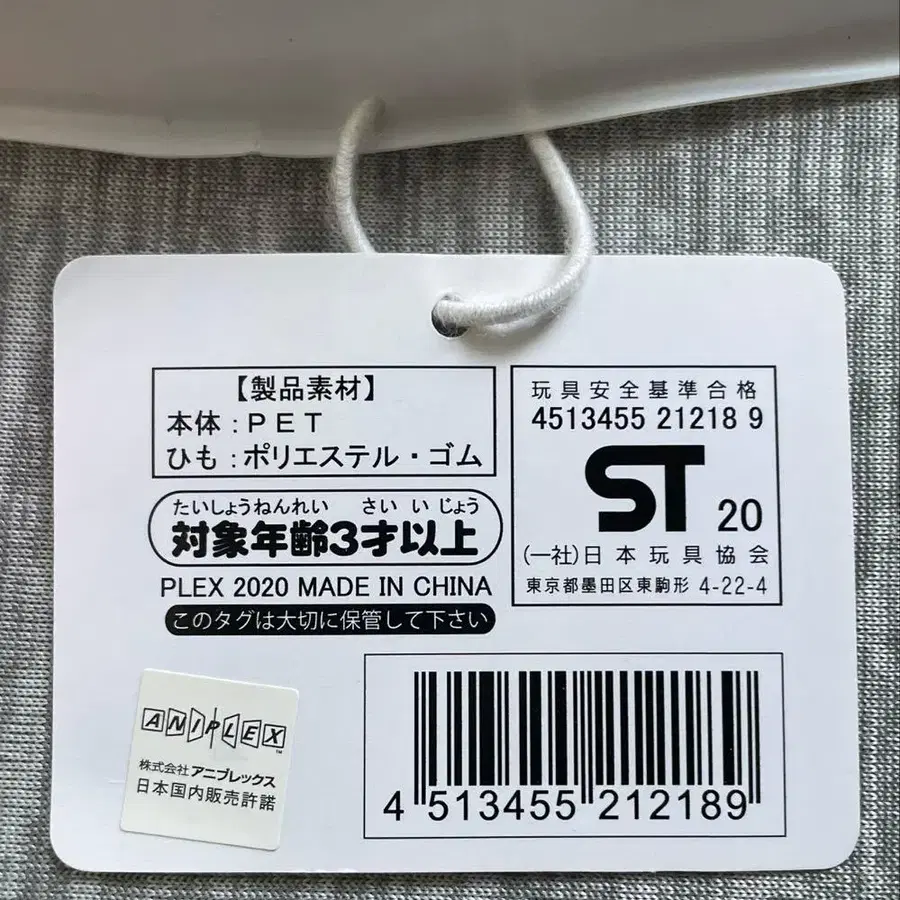 【製品素材】
本体：ＰＥＴ
ひも：ポリエステル・ゴム
たいしょうねんれい さい いじょう
対象年齢3才以上
PLEX 2020 MADE IN CHINA
このタグは大切に保管して下さい
玩具安全基準合格
4513455 21218 9
ST 20
(一社)日本玩具協会
東京都墨田区東駒形 4-22-4
ANIPLEX™
株式会社 アニプレックス
日本国内販売許諾
4 513455 212189